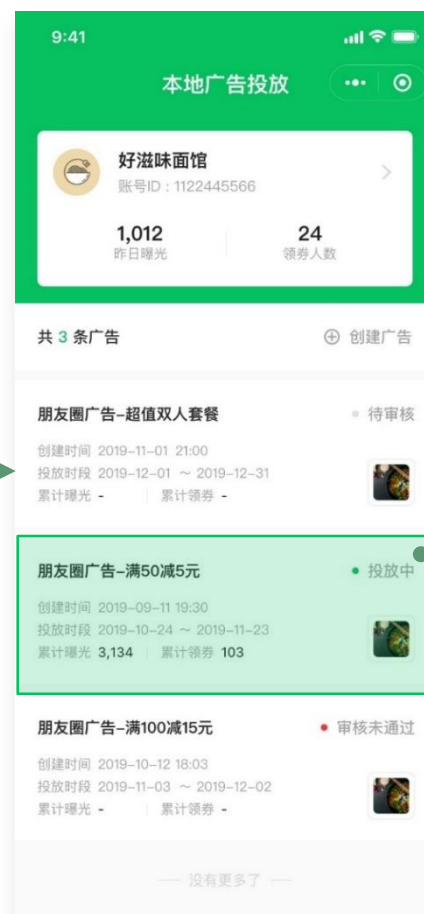 9:41
本地广告投放
好滋味面馆
账号ID：1122445566
1,012
24
昨日曝光
领券人数
共 3 条广告
创建广告
朋友圈广告–超值双人套餐
待审核
创建时间 2019–11–01 21:00
投放时段 2019–12–01 ～ 2019–12–31
累计曝光 -
累计领券 -
朋友圈广告–满50减5元
投放中
创建时间 2019–09–11 19:30
投放时段 2019–10–24 ～ 2019–11–23
累计曝光 3,134
累计领券 103
朋友圈广告–满100减15元
审核未通过
创建时间 2019–10–12 18:03
投放时段 2019–11–03 ～ 2019–12–02
累计曝光 -
累计领券 -
没有更多了